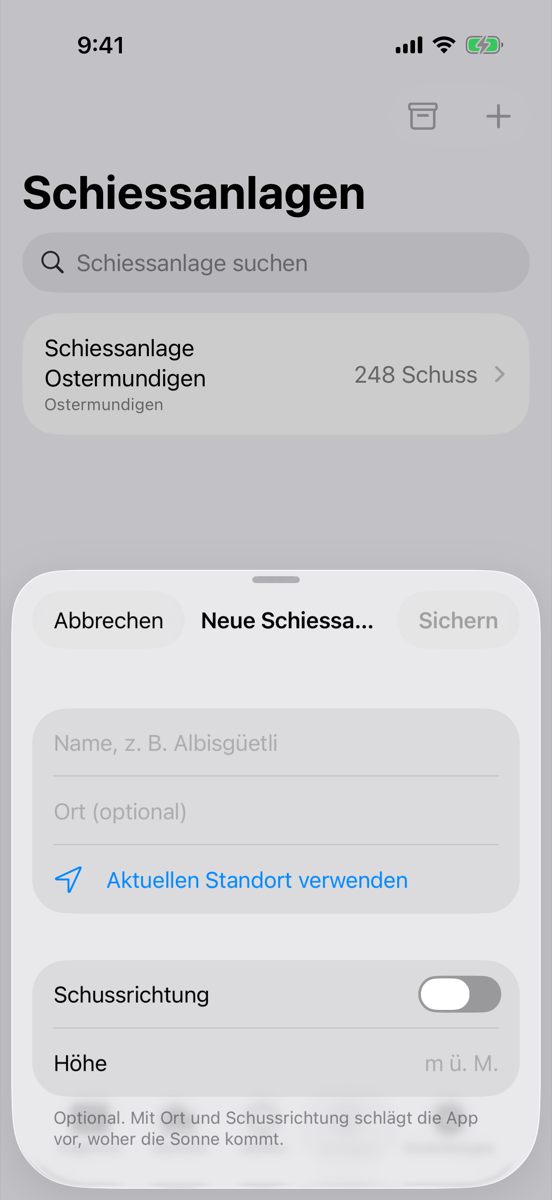 9:41
Schiessanlagen
Schiessanlage suchen
Schiessanlage
Ostermundigen
248 Schuss
Ostermundigen
Abbrechen
Neue Schiessa...
Sichern
Name, z. B. Albisgüetli
Ort (optional)
Aktuellen Standort verwenden
Schussrichtung
Höhe
m ü. M.
Optional. Mit Ort und Schussrichtung schlägt die App
vor, woher die Sonne kommt.